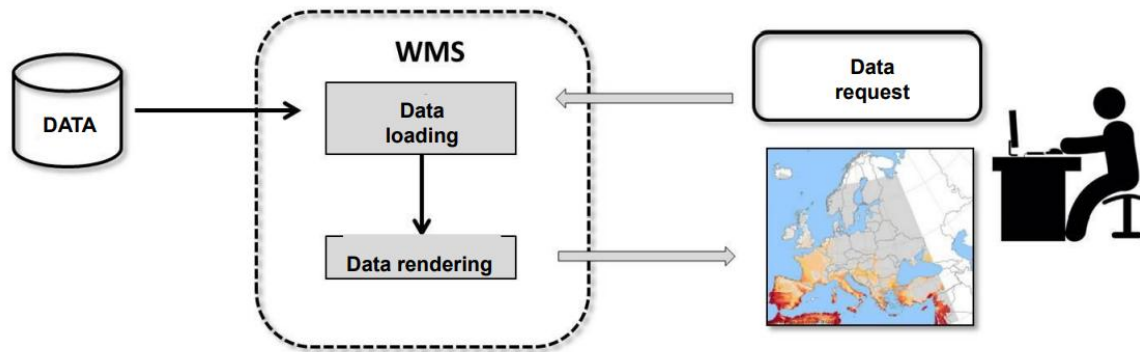 WMS
DATA
Data
loading
Data rendering
Data
request